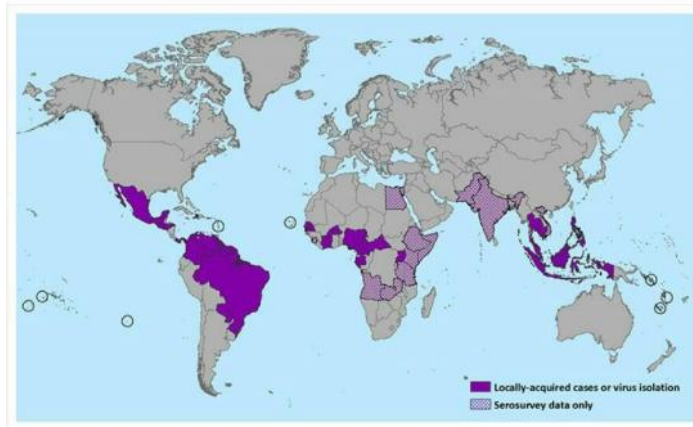 Locally-acquired cases or virus isolation
Serosurvey data only